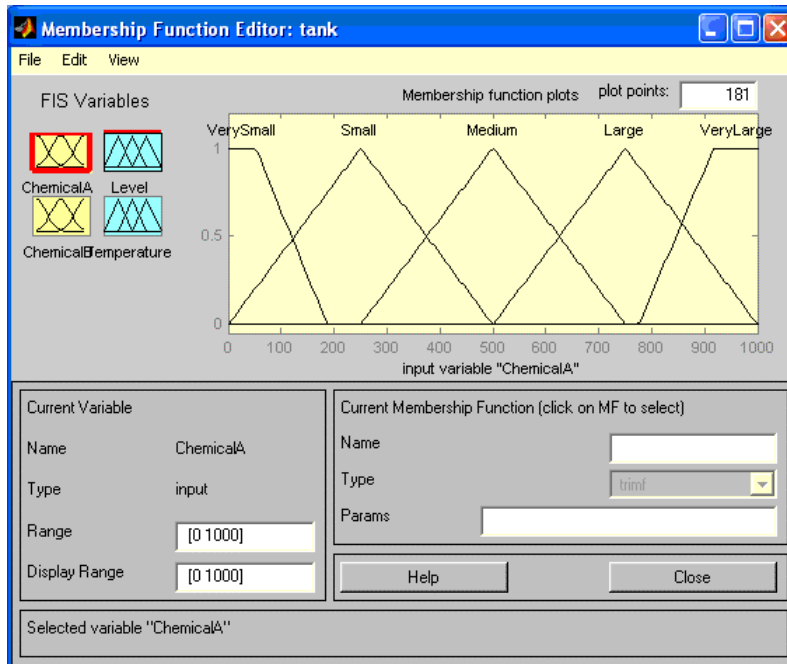 Membership Function Editor: tank
File Edit View
FIS Variables
Membership function plots plot points: 181
VerySmall Small Medium Large VeryLarge
1
0.5
0
ChemicalA Level
ChemicalB Temperature
0 100 200 300 400 500 600 700 800 900 1000
input variable "ChemicalA"
Current Variable
Name ChemicalA
Type input
Range [0 1000]
Display Range [0 1000]
Current Membership Function (click on MF to select)
Name
Type trimf
Params
Help Close
Selected variable "ChemicalA"